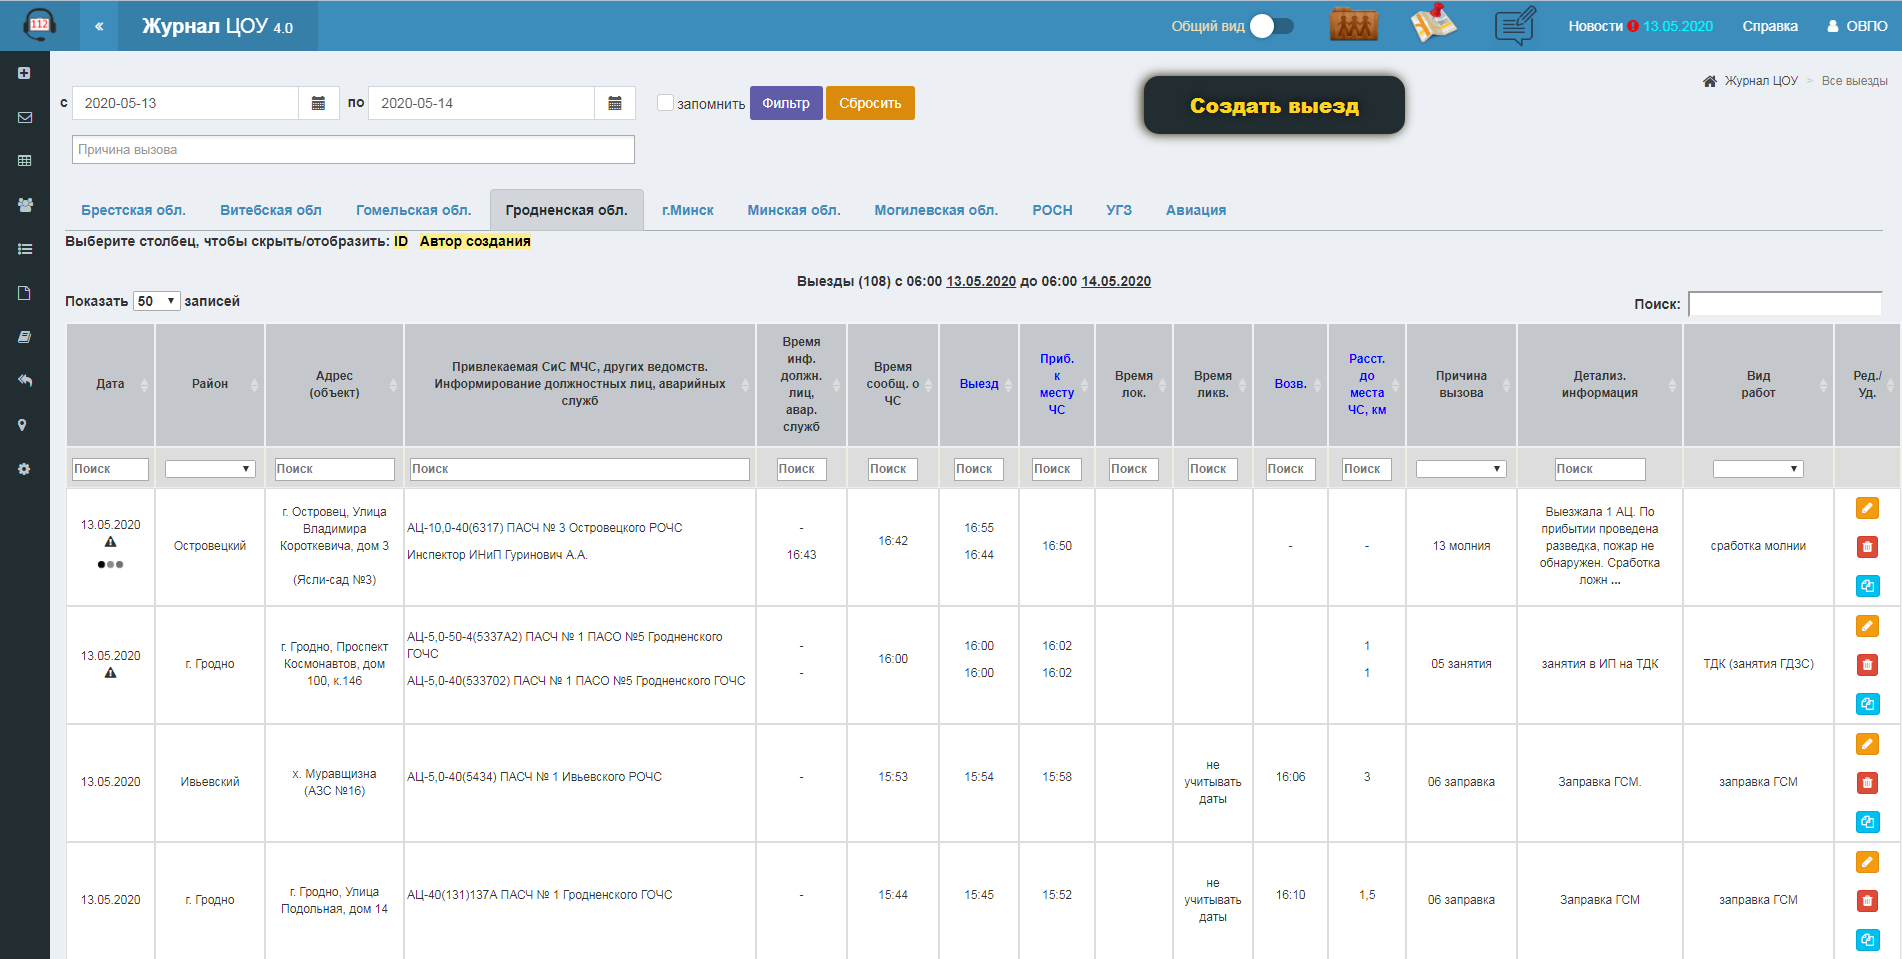 112
«
Журнал ЦОУ 4.0
Общий вид
Новости
13.05.2020
Справка
ОВПО
Журнал ЦОУ > Все выезды
с
2020-05-13
по
2020-05-14
запомнить
Фильтр
Сбросить
Создать выезд
Причина вызова
Брестская обл.
Витебская обл
Гомельская обл.
Гродненская обл.
г.Минск
Минская обл.
Могилевская обл.
РОСН
УГЗ
Авиация
Выберите столбец, чтобы скрыть/отобразить: ID Автор создания
Выезды (108) с 06:00 13.05.2020 до 06:00 14.05.2020
Показать 50 записей
Поиск:
Дата
Район
Адрес
(объект)
Привлекаемая СиС МЧС, других ведомств.
Информирование должностных лиц, аварийных
служб
Время
инф.
должн.
лиц,
авар.
служб
Время
сообщ. о
ЧС
Выезд
Приб.
к
месту
ЧС
Время
лок.
Время
ликв.
Возв.
Расст.
до
места
ЧС, км
Причина
вызова
Детализ.
информация
Вид
работ
Ред./
Уд.
Поиск
Поиск
Поиск
Поиск
Поиск
Поиск
Поиск
Поиск
Поиск
Поиск
Поиск
Поиск
13.05.2020
Островецкий
г. Островец, Улица
Владимира
Короткевича, дом 3
(Ясли-сад №3)
АЦ-10,0-40(6317) ПАСЧ № 3 Островецкого РОЧС
Инспектор ИНиП Гуринович А.А.
-
16:43
16:42
16:55
16:44
16:50
-
-
13 молния
Выезжала 1 АЦ. По
прибытии проведена
разведка, пожар не
обнаружен. Сработка
ложн ...
сработка молнии
13.05.2020
г. Гродно
г. Гродно, Проспект
Космонавтов, дом
100, к.146
АЦ-5,0-50-4(5337А2) ПАСЧ № 1 ПАСО №5 Гродненского
ГОЧС
АЦ-5,0-40(533702) ПАСЧ № 1 ПАСО №5 Гродненского ГОЧС
-
-
16:00
16:00
16:00
16:02
16:02
1
1
05 занятия
занятия в ИП на ТДК
ТДК (занятия ГДЗС)
13.05.2020
Ивьевский
х. Муравщизна
(АЗС №16)
АЦ-5,0-40(5434) ПАСЧ № 1 Ивьевского РОЧС
-
15:53
15:54
15:58
не
учитывать
даты
16:06
3
06 заправка
Заправка ГСМ.
заправка ГСМ
13.05.2020
г. Гродно
г. Гродно, Улица
Подольная, дом 14
АЦ-40(131)137А ПАСЧ № 1 Гродненского ГОЧС
-
15:44
15:45
15:52
не
учитывать
даты
16:10
1,5
06 заправка
Заправка ГСМ
заправка ГСМ